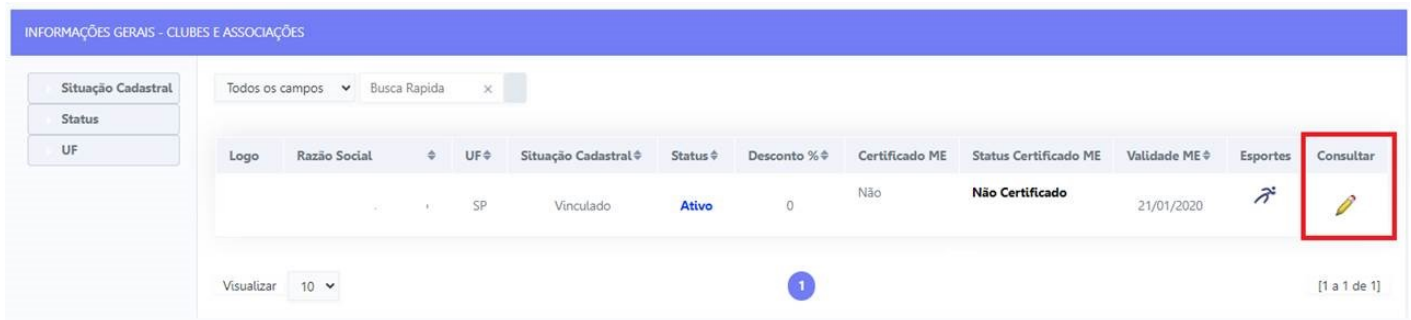 INFORMAÇÕES GERAIS - CLUBES E ASSOCIAÇÕES
Situação Cadastral
Status
UF
Todos os campos Busca Rapida ×
Logo Razão Social UF Situação Cadastral Status Desconto % Certificado ME Status Certificado ME Validade ME Esportes Consultar
SP Vinculado Ativo 0 Não Não Certificado 21/01/2020
Visualizar 10 1 [1 a 1 de 1]